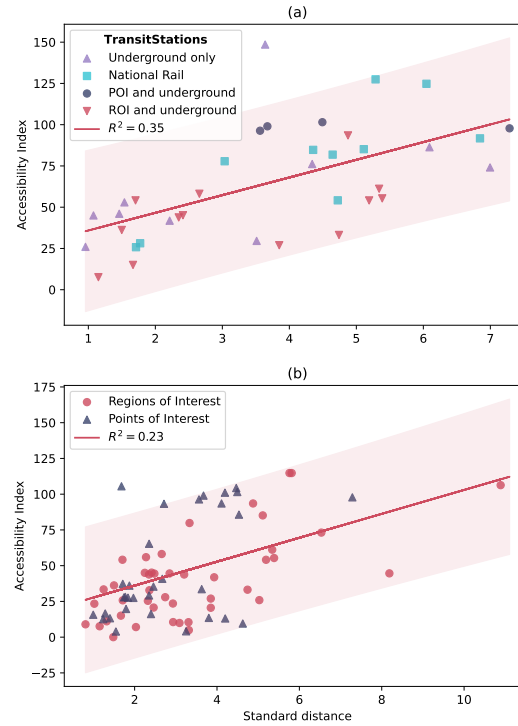 (a)
TransitStations
Underground only
National Rail
POI and underground
ROI and underground
R² = 0.35
Accessibility Index
150
125
100
75
50
25
0
1 2 3 4 5 6 7
(b)
Regions of Interest
Points of Interest
R² = 0.23
Accessibility Index
175
150
125
100
75
50
25
0
−25
2 4 6 8 10
Standard distance